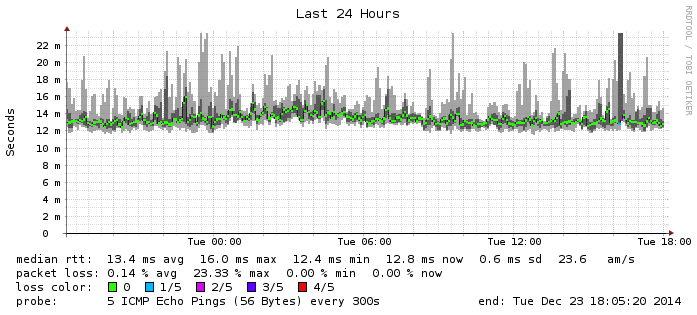 Last 24 Hours
RRDTOOL / TOBI OETIKER
Seconds
22 m
20 m
18 m
16 m
14 m
12 m
10 m
8 m
6 m
4 m
2 m
0
Tue 00:00 Tue 06:00 Tue 12:00 Tue 18:00
median rtt: 13.4 ms avg 16.0 ms max 12.4 ms min 12.8 ms now 0.6 ms sd 23.6 am/s
packet loss: 0.14 % avg 23.33 % max 0.00 % min 0.00 % now
loss color: 0 1/5 2/5 3/5 4/5
probe: 5 ICMP Echo Pings (56 Bytes) every 300s end: Tue Dec 23 18:05:20 2014